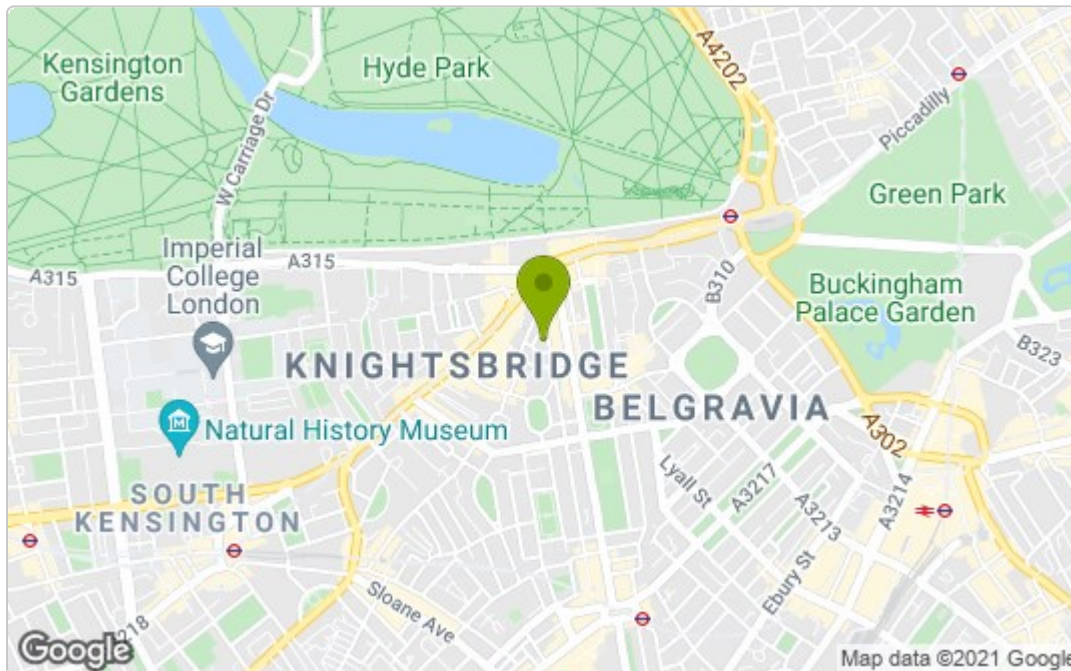 Kensington
Gardens
Hyde Park
A4202
Piccadilly
W Carriage Dr
Green Park
Imperial
College
London
A315
A315
B310
Buckingham
Palace Garden
B323
KNIGHTSBRIDGE
BELGRAVIA
A302
Natural History Museum
Lyall St
A3217
A3214
SOUTH
KENSINGTON
A3213
Ebury St
Sloane Ave
Google
Map data ©2021 Google